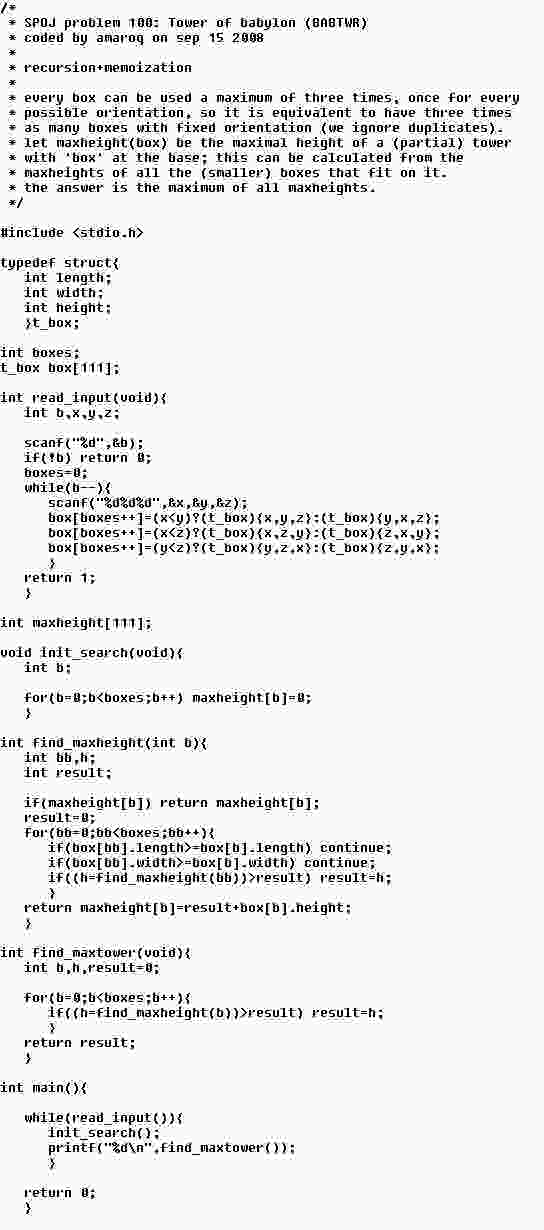 /*
 * SPOJ problem 100: Tower of babylon (BABTWR)
 * coded by amaroq on sep 15 2008
 *
 * recursion+memoization
 *
 * every box can be used a maximum of three times, once for every
 * possible orientation, so it is equivalent to have three times
 * as many boxes with fixed orientation (we ignore duplicates).
 * let maxheight(box) be the maximal height of a (partial) tower
 * with 'box' at the base; this can be calculated from the
 * maxheights of all the (smaller) boxes that fit on it.
 * the answer is the maximum of all maxheights.
 */

#include <stdio.h>

typedef struct{
   int length;
   int width;
   int height;
   }t_box;

int boxes;
t_box box[111];

int read_input(void){
   int b,x,y,z;

   scanf("%d",&b);
   if(!b) return 0;
   boxes=0;
   while(b--){
      scanf("%d%d%d",&x,&y,&z);
      box[boxes++]=(x<y)?(t_box){x,y,z}:(t_box){y,x,z};
      box[boxes++]=(x<z)?(t_box){x,z,y}:(t_box){z,x,y};
      box[boxes++]=(y<z)?(t_box){y,z,x}:(t_box){z,y,x};
      }
   return 1;
   }

int maxheight[111];

void init_search(void){
   int b;

   for(b=0;b<boxes;b++) maxheight[b]=0;
   }

int find_maxheight(int b){
   int bb,h;
   int result;

   if(maxheight[b]) return maxheight[b];
   result=0;
   for(bb=0;bb<boxes;bb++){
      if(box[bb].length>=box[b].length) continue;
      if(box[bb].width>=box[b].width) continue;
      if((h=find_maxheight(bb))>result) result=h;
      }
   return maxheight[b]=result+box[b].height;
   }

int find_maxtower(void){
   int b,h,result=0;

   for(b=0;b<boxes;b++){
      if((h=find_maxheight(b))>result) result=h;
      }
   return result;
   }

int main(){

   while(read_input()){
      init_search();
      printf("%d\n",find_maxtower());
      }

   return 0;
   }